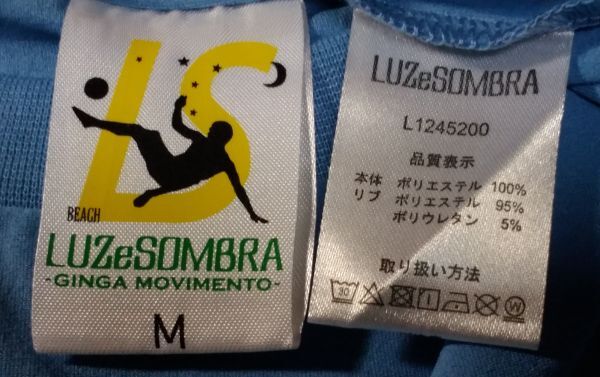 LS
BEACH
LUZeSOMBRA
-GINGA MOVIMENTO-
M
LUZeSOMBRA
L1245200
品質表示
本体 ポリエステル 100%
リブ ポリエステル 95%
ポリウレタン 5%
取り扱い方法
30 W